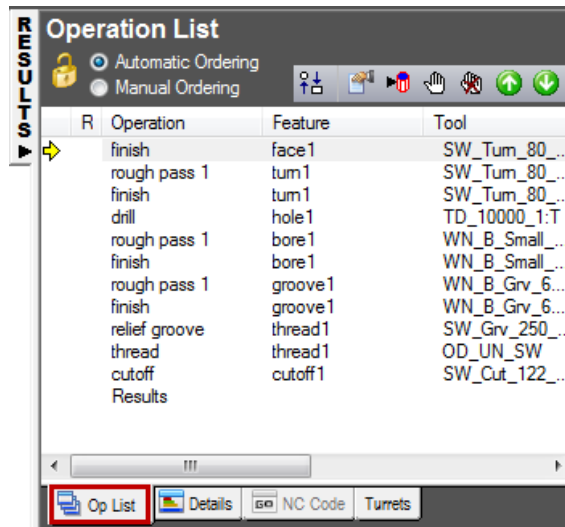 RESULTS
Operation List
Automatic Ordering
Manual Ordering
R Operation Feature Tool
finish face1 SW_Turn_80_...
rough pass 1 turn1 SW_Turn_80_...
finish turn1 SW_Turn_80_...
drill hole1 TD_10000_1:T
rough pass 1 bore1 WN_B_Small_...
finish bore1 WN_B_Small_...
rough pass 1 groove1 WN_B_Grv_6...
finish groove1 WN_B_Grv_6...
relief groove thread1 SW_Grv_250_...
thread thread1 OD_UN_SW
cutoff cutoff1 SW_Cut_122_...
Results
Op List Details GO NC Code Turrets